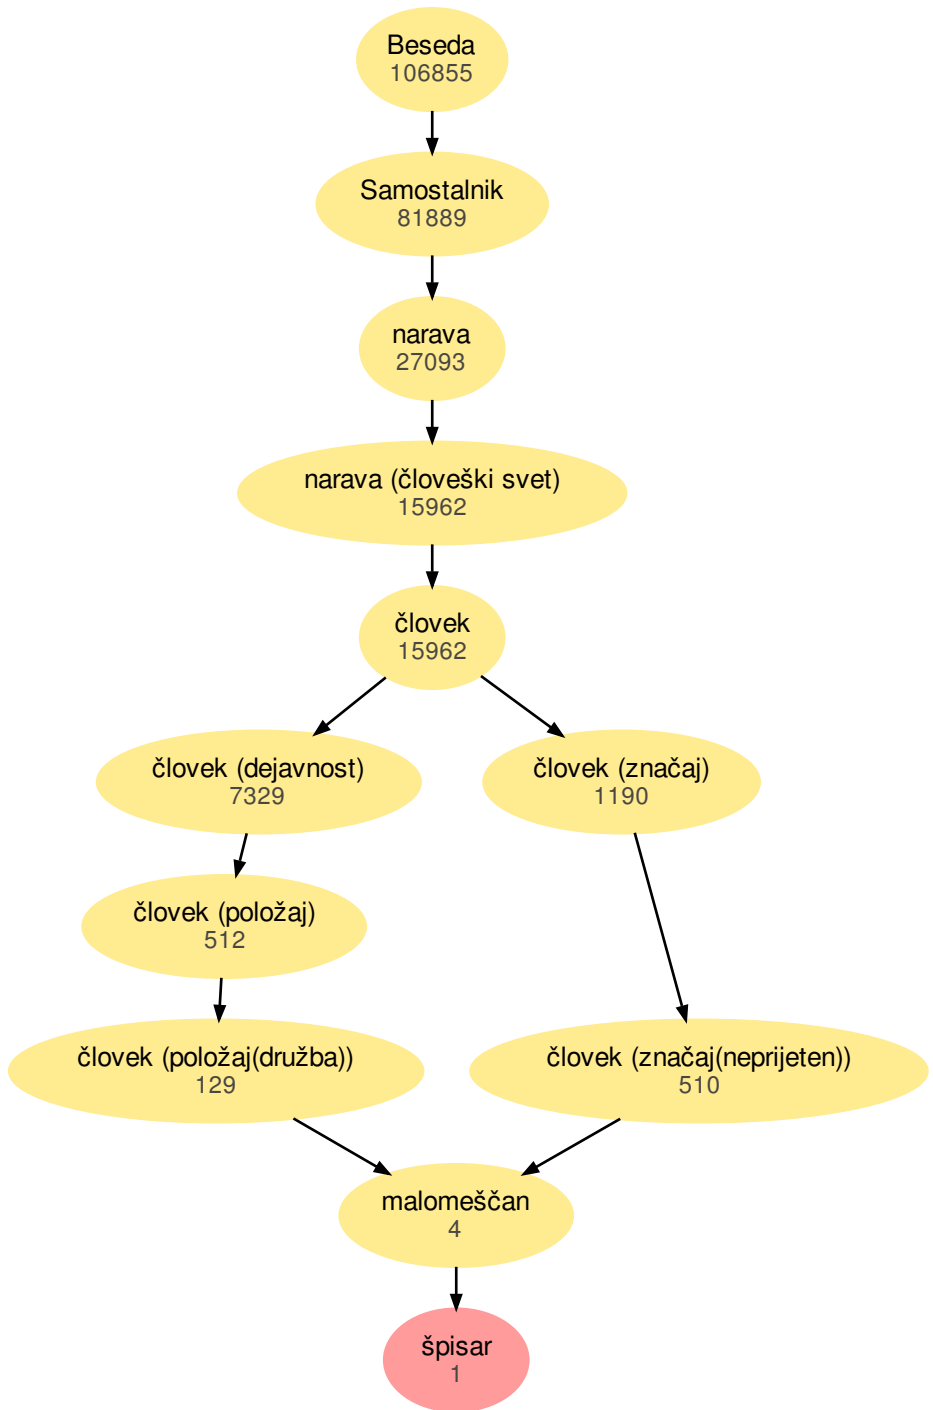 Beseda
106855
Samostalnik
81889
narava
27093
narava (človeški svet)
15962
človek
15962
človek (dejavnost)
7329
človek (značaj)
1190
človek (položaj)
512
človek (položaj(družba))
129
človek (značaj(neprijeten))
510
malomeščan
4
špisar
1